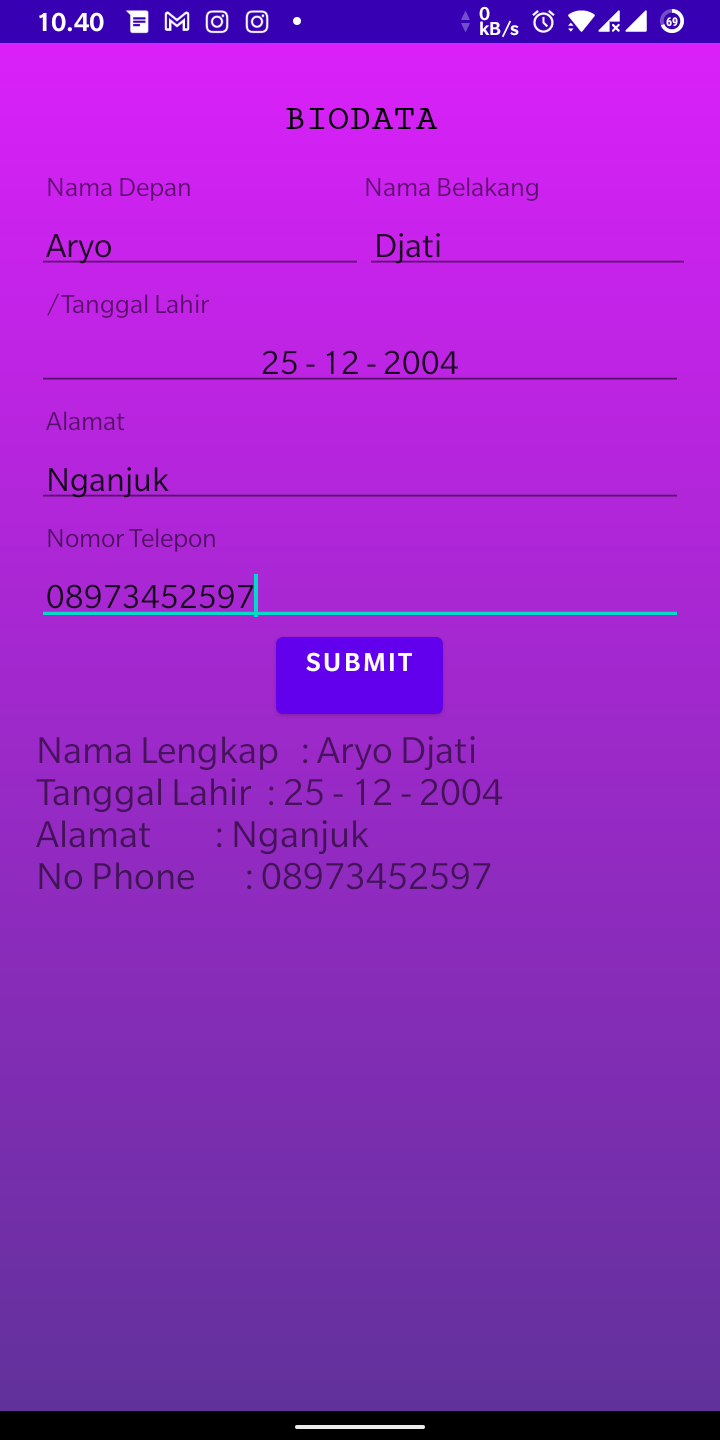 10.40 0 kB/s 69
BIODATA
Nama Depan Nama Belakang
Aryo Djati
/Tanggal Lahir
25 - 12 - 2004
Alamat
Nganjuk
Nomor Telepon
08973452597
SUBMIT
Nama Lengkap : Aryo Djati
Tanggal Lahir : 25 - 12 - 2004
Alamat : Nganjuk
No Phone : 08973452597